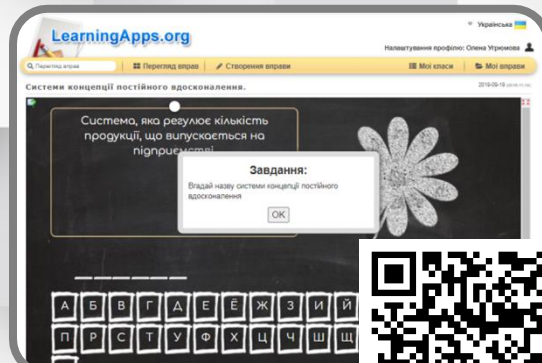 LearningApps.org
Українська
Налаштування профілю: Олена Угрюмова
Перегляд вправ
Створення вправи
Мої класи
Мої вправи
Системи концепції постійного вдосконалення.
2019-09-19
Система, яка регулює кількість
продукції, що випускається на
підприємстві
Завдання:
Вгадай назву системи концепції постійного
вдосконалення
OK
А Б В Г Д Е Ё Ж З И Й
П Р С Т У Ф Х Ц Ч Ш Щ